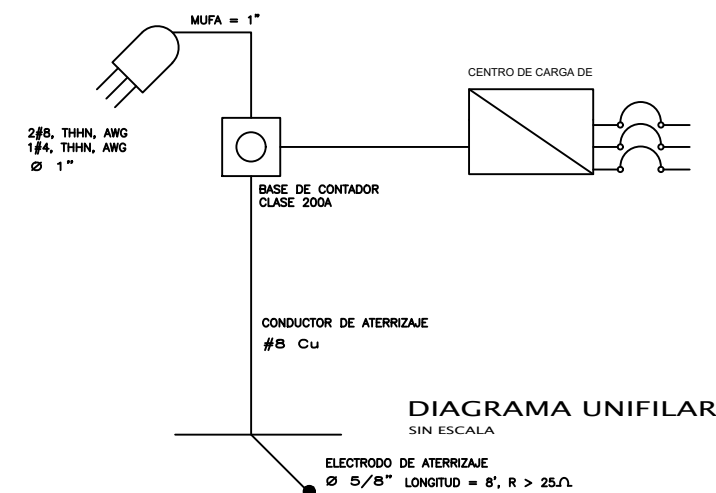 MUFA = 1"
CENTRO DE CARGA DE
2#8, THHN, AWG
1#4, THHN, AWG
Ø 1"
BASE DE CONTADOR
CLASE 200A
CONDUCTOR DE ATERRIZAJE
#8 Cu
DIAGRAMA UNIFILAR
SIN ESCALA
ELECTRODO DE ATERRIZAJE
Ø 5/8" LONGITUD = 8', R > 25Ω